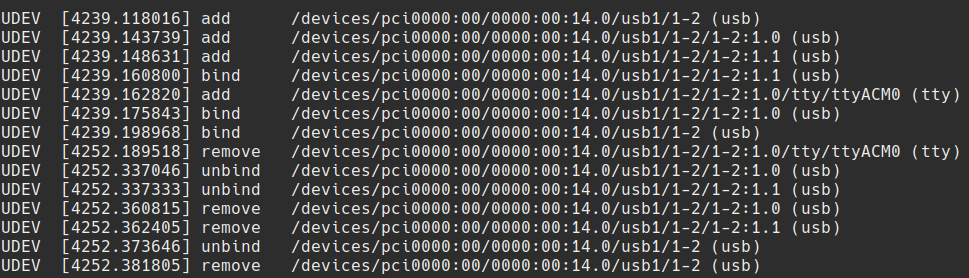 UDEV  [4239.118016] add      /devices/pci0000:00/0000:00:14.0/usb1/1-2 (usb)
UDEV  [4239.143739] add      /devices/pci0000:00/0000:00:14.0/usb1/1-2/1-2:1.0 (usb)
UDEV  [4239.148631] add      /devices/pci0000:00/0000:00:14.0/usb1/1-2/1-2:1.1 (usb)
UDEV  [4239.160800] bind     /devices/pci0000:00/0000:00:14.0/usb1/1-2/1-2:1.1 (usb)
UDEV  [4239.162820] add      /devices/pci0000:00/0000:00:14.0/usb1/1-2/1-2:1.0/tty/ttyACM0 (tty)
UDEV  [4239.175843] bind     /devices/pci0000:00/0000:00:14.0/usb1/1-2/1-2:1.0 (usb)
UDEV  [4239.198968] bind     /devices/pci0000:00/0000:00:14.0/usb1/1-2 (usb)
UDEV  [4252.189518] remove   /devices/pci0000:00/0000:00:14.0/usb1/1-2/1-2:1.0/tty/ttyACM0 (tty)
UDEV  [4252.337046] unbind   /devices/pci0000:00/0000:00:14.0/usb1/1-2/1-2:1.0 (usb)
UDEV  [4252.337333] unbind   /devices/pci0000:00/0000:00:14.0/usb1/1-2/1-2:1.1 (usb)
UDEV  [4252.360815] remove   /devices/pci0000:00/0000:00:14.0/usb1/1-2/1-2:1.0 (usb)
UDEV  [4252.362405] remove   /devices/pci0000:00/0000:00:14.0/usb1/1-2/1-2:1.1 (usb)
UDEV  [4252.373646] unbind   /devices/pci0000:00/0000:00:14.0/usb1/1-2 (usb)
UDEV  [4252.381805] remove   /devices/pci0000:00/0000:00:14.0/usb1/1-2 (usb)